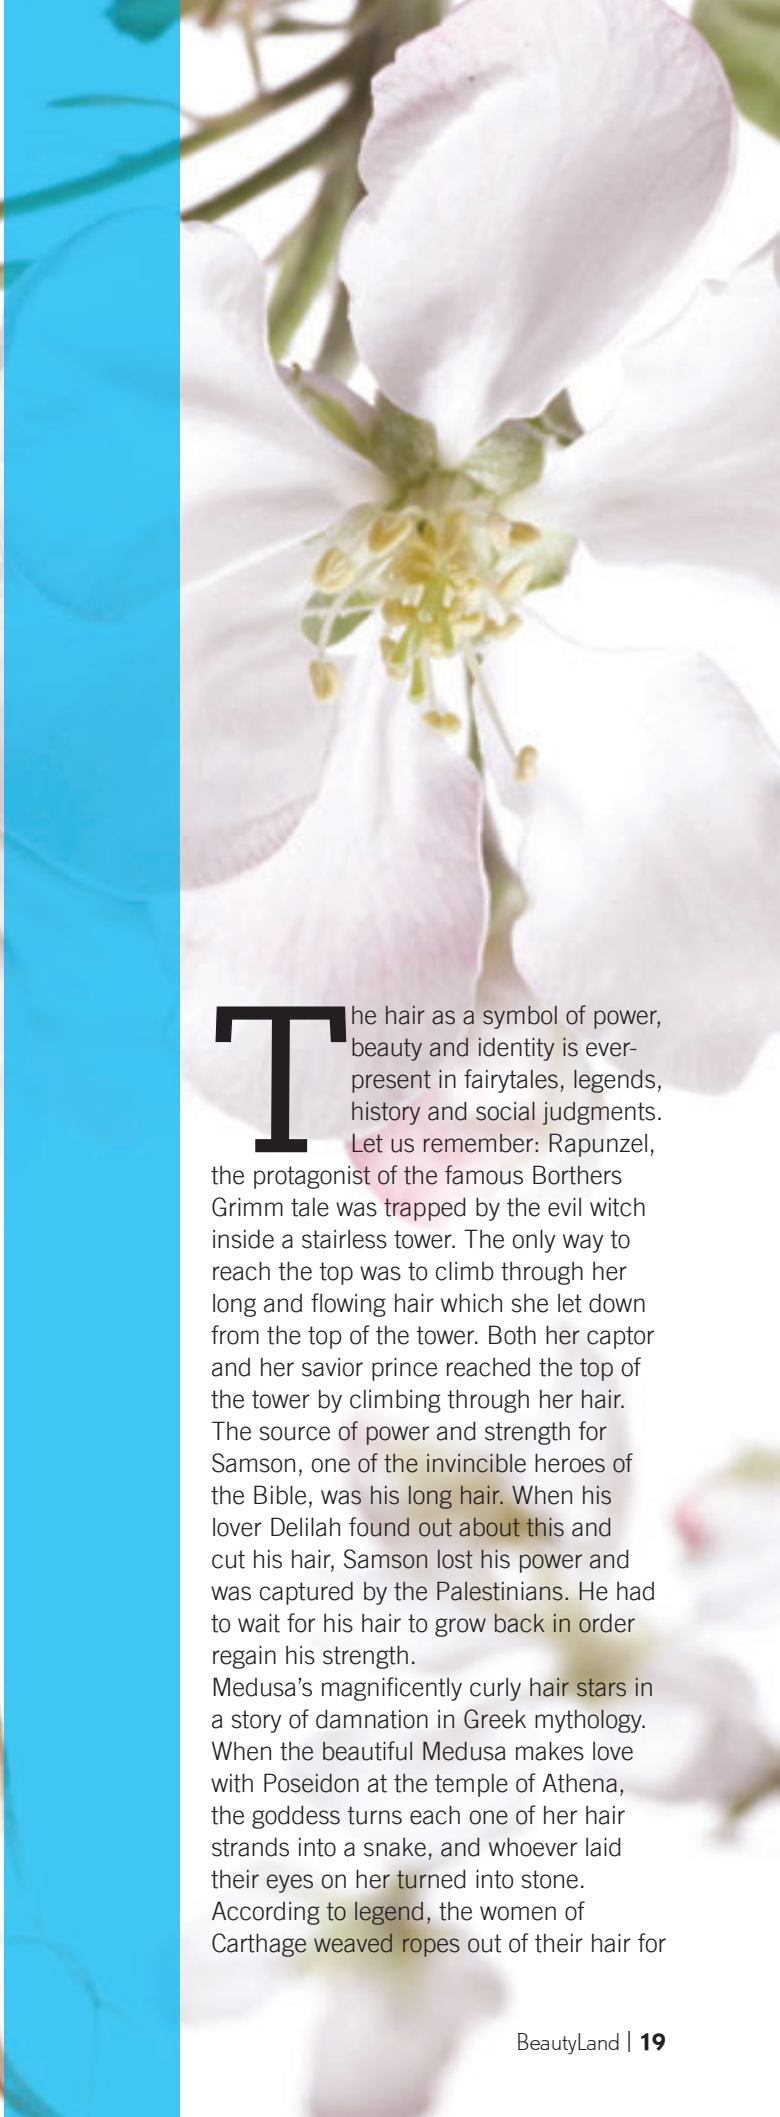 The hair as a symbol of power,
beauty and identity is ever-
present in fairytales, legends,
history and social judgments.
Let us remember: Rapunzel,
the protagonist of the famous Borthers
Grimm tale was trapped by the evil witch
inside a stairless tower. The only way to
reach the top was to climb through her
long and flowing hair which she let down
from the top of the tower. Both her captor
and her savior prince reached the top of
the tower by climbing through her hair.
The source of power and strength for
Samson, one of the invincible heroes of
the Bible, was his long hair. When his
lover Delilah found out about this and
cut his hair, Samson lost his power and
was captured by the Palestinians. He had
to wait for his hair to grow back in order
regain his strength.
Medusa’s magnificently curly hair stars in
a story of damnation in Greek mythology.
When the beautiful Medusa makes love
with Poseidon at the temple of Athena,
the goddess turns each one of her hair
strands into a snake, and whoever laid
their eyes on her turned into stone.
According to legend, the women of
Carthage weaved ropes out of their hair for
BeautyLand | 19